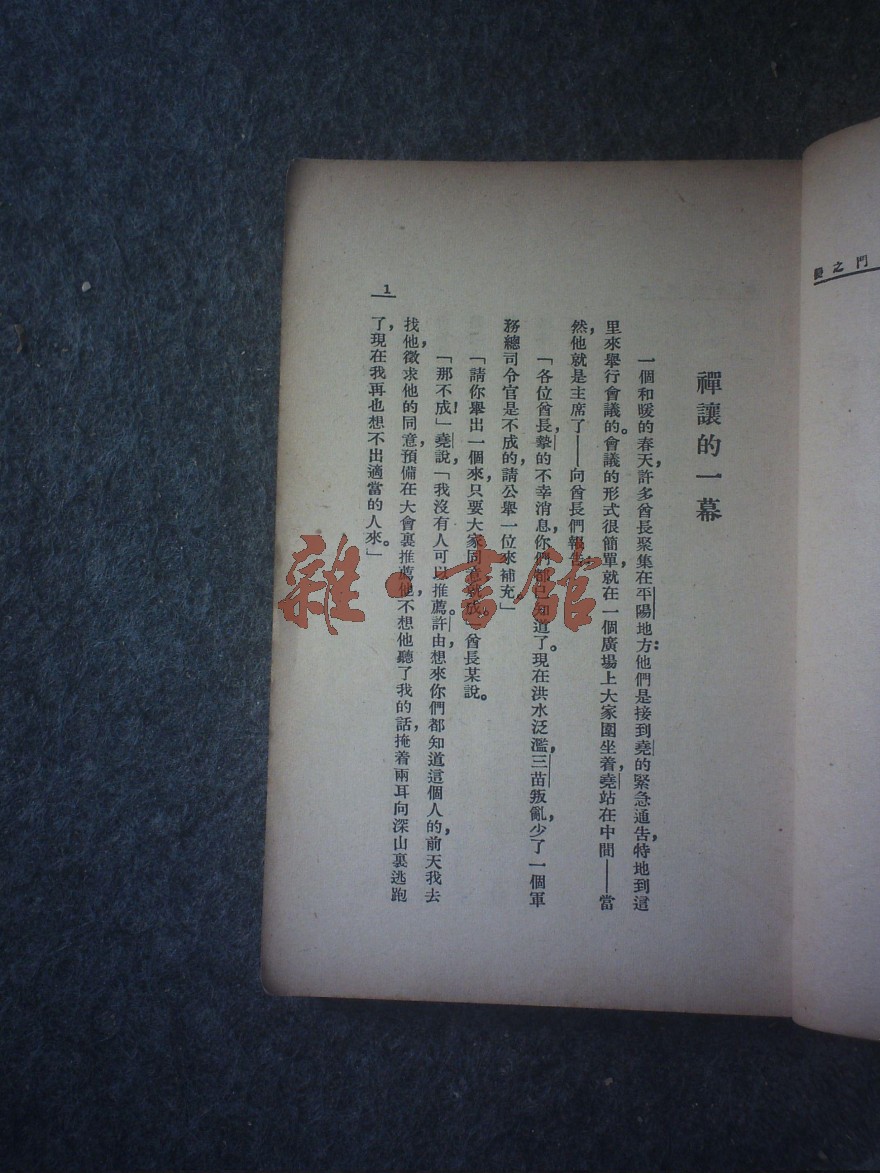 禪讓的一幕
一個和暖的春天，許多酋長聚集在平陽地方：他們是接到堯的緊急通告，特地到這
里來舉行會議的。會議的形式很簡單，就在一個廣場上大家圍坐着，堯站在中間——當
然，他就是主席了——向酋長們報告：
「各位酋長，摯的不幸消息，你們都已知道了。現在洪水泛濫，三苗叛亂，少了一個軍
務總司令官是不成的，請公舉一位來補充」
「請你舉出一個來，只要大家同意就成。」酋長某說。
「那不成！」堯說，「我沒有人可以推薦。許由，想來你們都知道這個人的，前天我去
找他，徵求他的同意，預備在大會裏推薦他，不想他聽了我的話，掩着兩耳向深山裏逃跑
了，現在我再也想不出適當的人來。」
1
門之
雜·書館